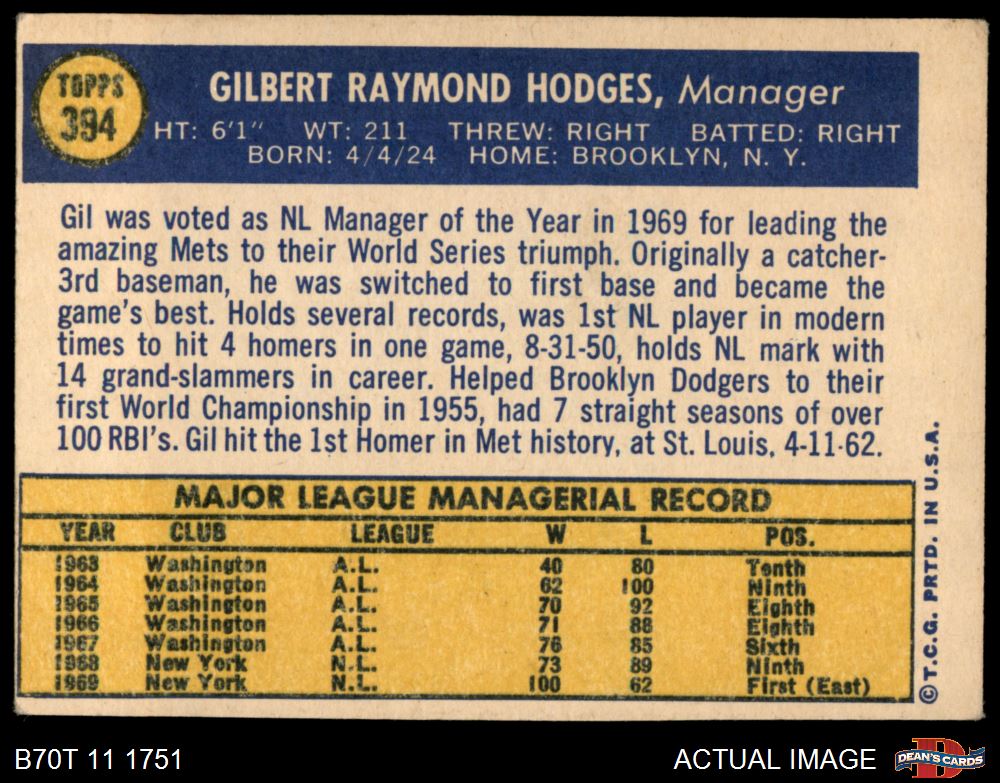 TOPPS
394
GILBERT RAYMOND HODGES, Manager
HT: 6'1" WT: 211 THREW: RIGHT BATTED: RIGHT
BORN: 4/4/24 HOME: BROOKLYN, N. Y.
Gil was voted as NL Manager of the Year in 1969 for leading the
amazing Mets to their World Series triumph. Originally a catcher-
3rd baseman, he was switched to first base and became the
game's best. Holds several records, was 1st NL player in modern
times to hit 4 homers in one game, 8-31-50, holds NL mark with
14 grand-slammers in career. Helped Brooklyn Dodgers to their
first World Championship in 1955, had 7 straight seasons of over
100 RBI's. Gil hit the 1st Homer in Met history, at St. Louis, 4-11-62.
MAJOR LEAGUE MANAGERIAL RECORD
YEAR CLUB LEAGUE W L POS.
1963 Washington A.L. 40 80 Tenth
1964 Washington A.L. 62 100 Ninth
1965 Washington A.L. 70 92 Eighth
1966 Washington A.L. 71 88 Eighth
1967 Washington A.L. 76 85 Sixth
1968 New York N.L. 73 89 Ninth
1969 New York N.L. 100 62 First (East)
© T.C.G. PRTD. IN U.S.A.
B70T 11 1751
ACTUAL IMAGE
D
DEAN'S CARDS